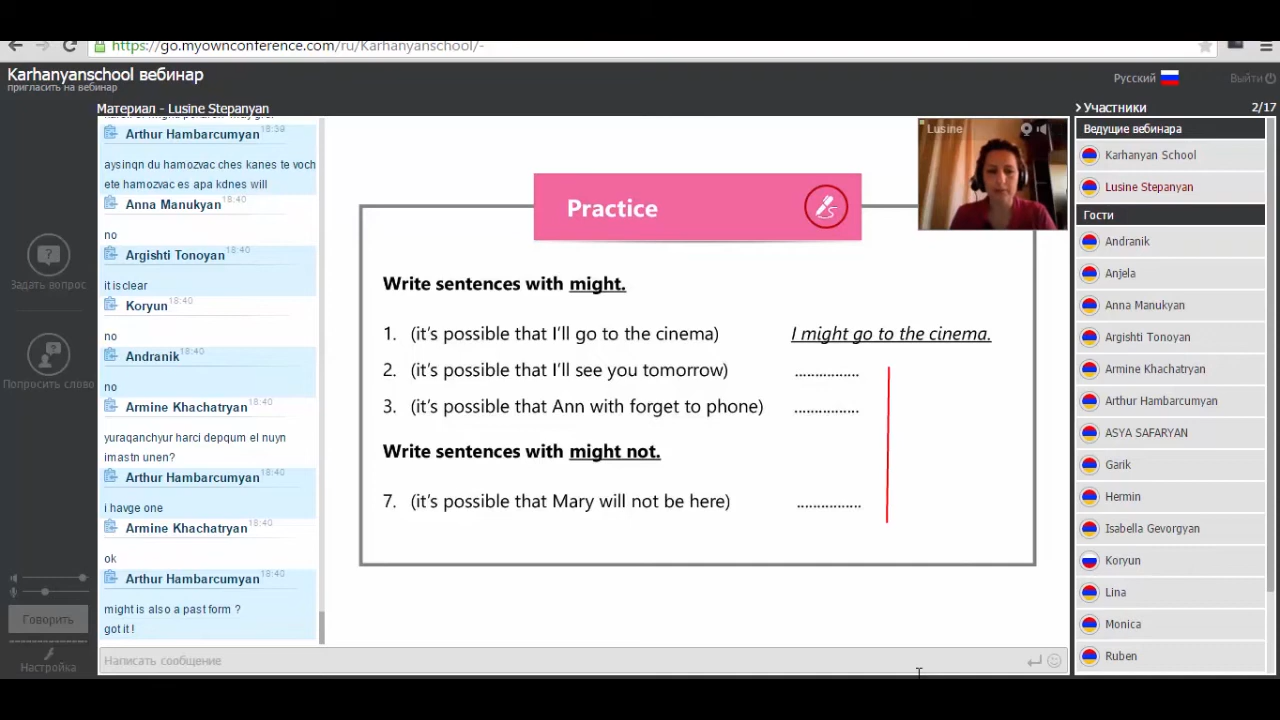 https://go.myownconference.com/ru/Karhanyanschool/-
Karhanyanschool вебинар
пригласить на вебинар
Русский
Выйти
Материал - Lusine Stepanyan
Arthur Hambarcumyan 18:39
aysinqn du hamozvac ches kanes te voch
ete hamozvac es apa kdnes will
Anna Manukyan 18:40
no
Argishti Tonoyan 18:40
it is clear
Koryun 18:40
no
Andranik 18:40
no
Armine Khachatryan 18:40
yuraqanchyur harci depqum el nuyn
imastn unen?
Arthur Hambarcumyan 18:40
i havge one
Armine Khachatryan 18:40
ok
Arthur Hambarcumyan 18:40
might is also a past form ?
got it !
Написать сообщение
Задать вопрос
Попросить слово
Говорить
Настройка
Practice
Write sentences with might.
1. (it’s possible that I’ll go to the cinema) I might go to the cinema.
2. (it’s possible that I’ll see you tomorrow) ...............
3. (it’s possible that Ann with forget to phone) ...............
Write sentences with might not.
7. (it’s possible that Mary will not be here) ...............
Lusine
Участники 2/17
Ведущие вебинара
Karhanyan School
Lusine Stepanyan
Гости
Andranik
Anjela
Anna Manukyan
Argishti Tonoyan
Armine Khachatryan
Arthur Hambarcumyan
ASYA SAFARYAN
Garik
Hermin
Isabella Gevorgyan
Koryun
Lina
Monica
Ruben